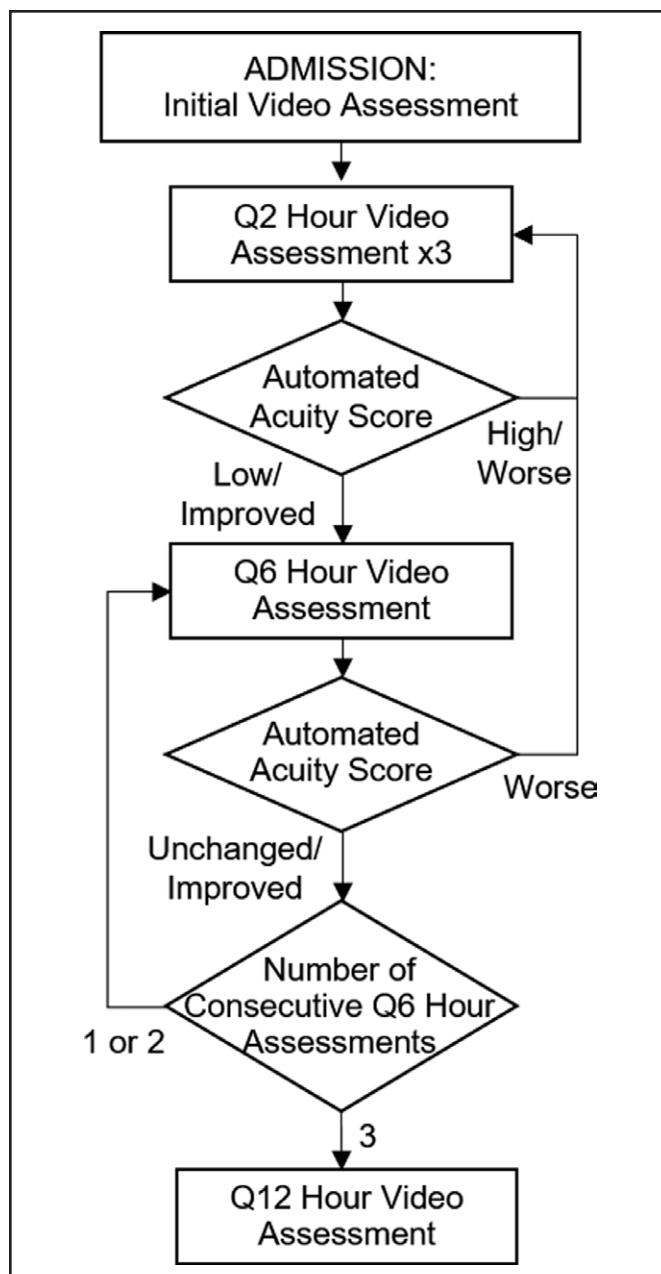 ADMISSION:
Initial Video Assessment
Q2 Hour Video
Assessment x3
Automated
Acuity Score
High/
Worse
Low/
Improved
Q6 Hour Video
Assessment
Automated
Acuity Score
Worse
Unchanged/
Improved
Number of
Consecutive Q6 Hour
Assessments
1 or 2
3
Q12 Hour Video
Assessment